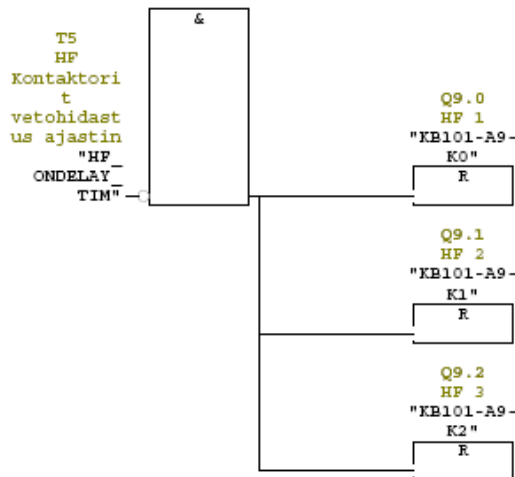 &
T5
HF
Kontaktori
t
vetohidast
us ajastin
"HF_
ONDELAY_
TIM"
Q9.0
HF 1
"KB101-A9-
K0"
R
Q9.1
HF 2
"KB101-A9-
K1"
R
Q9.2
HF 3
"KB101-A9-
K2"
R